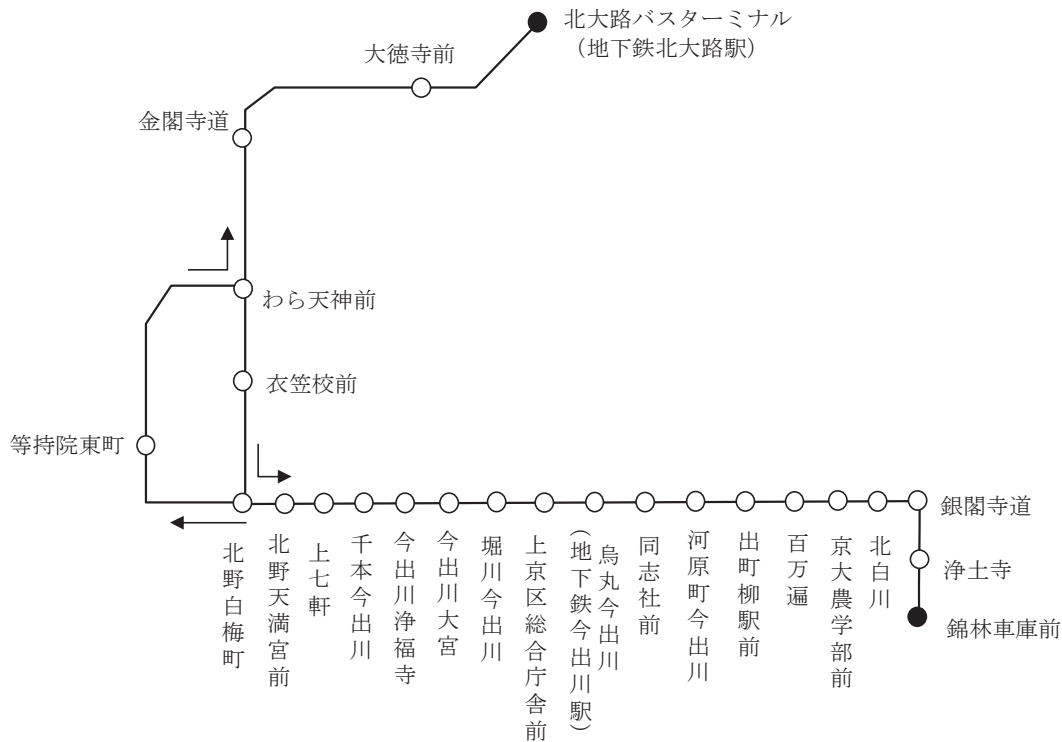 北大路バスターミナル
（地下鉄北大路駅）
大徳寺前
金閣寺道
わら天神前
衣笠校前
等持院東町
北野白梅町
北野天満宮前
上七軒
千本今出川
今出川浄福寺
今出川大宮
堀川今出川
上京区総合庁舎前
烏丸今出川
（地下鉄今出川駅）
同志社前
河原町今出川
出町柳駅前
百万遍
京大農学部前
北白川
銀閣寺道
浄土寺
錦林車庫前